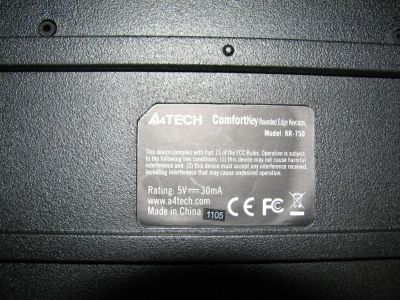 A4TECH ComfortKey Rounded Edge Keycaps.
Model: KR-750
This device complies with Part 15 of the FCC Rules. Operation is subject
to the following two conditions: (1) this device may not cause harmful
interference and (2) this device must accept any interference received,
including interference that may cause undesired operation.
Rating: 5V⎓30mA
www.a4tech.com
Made in China 1105 CE FC